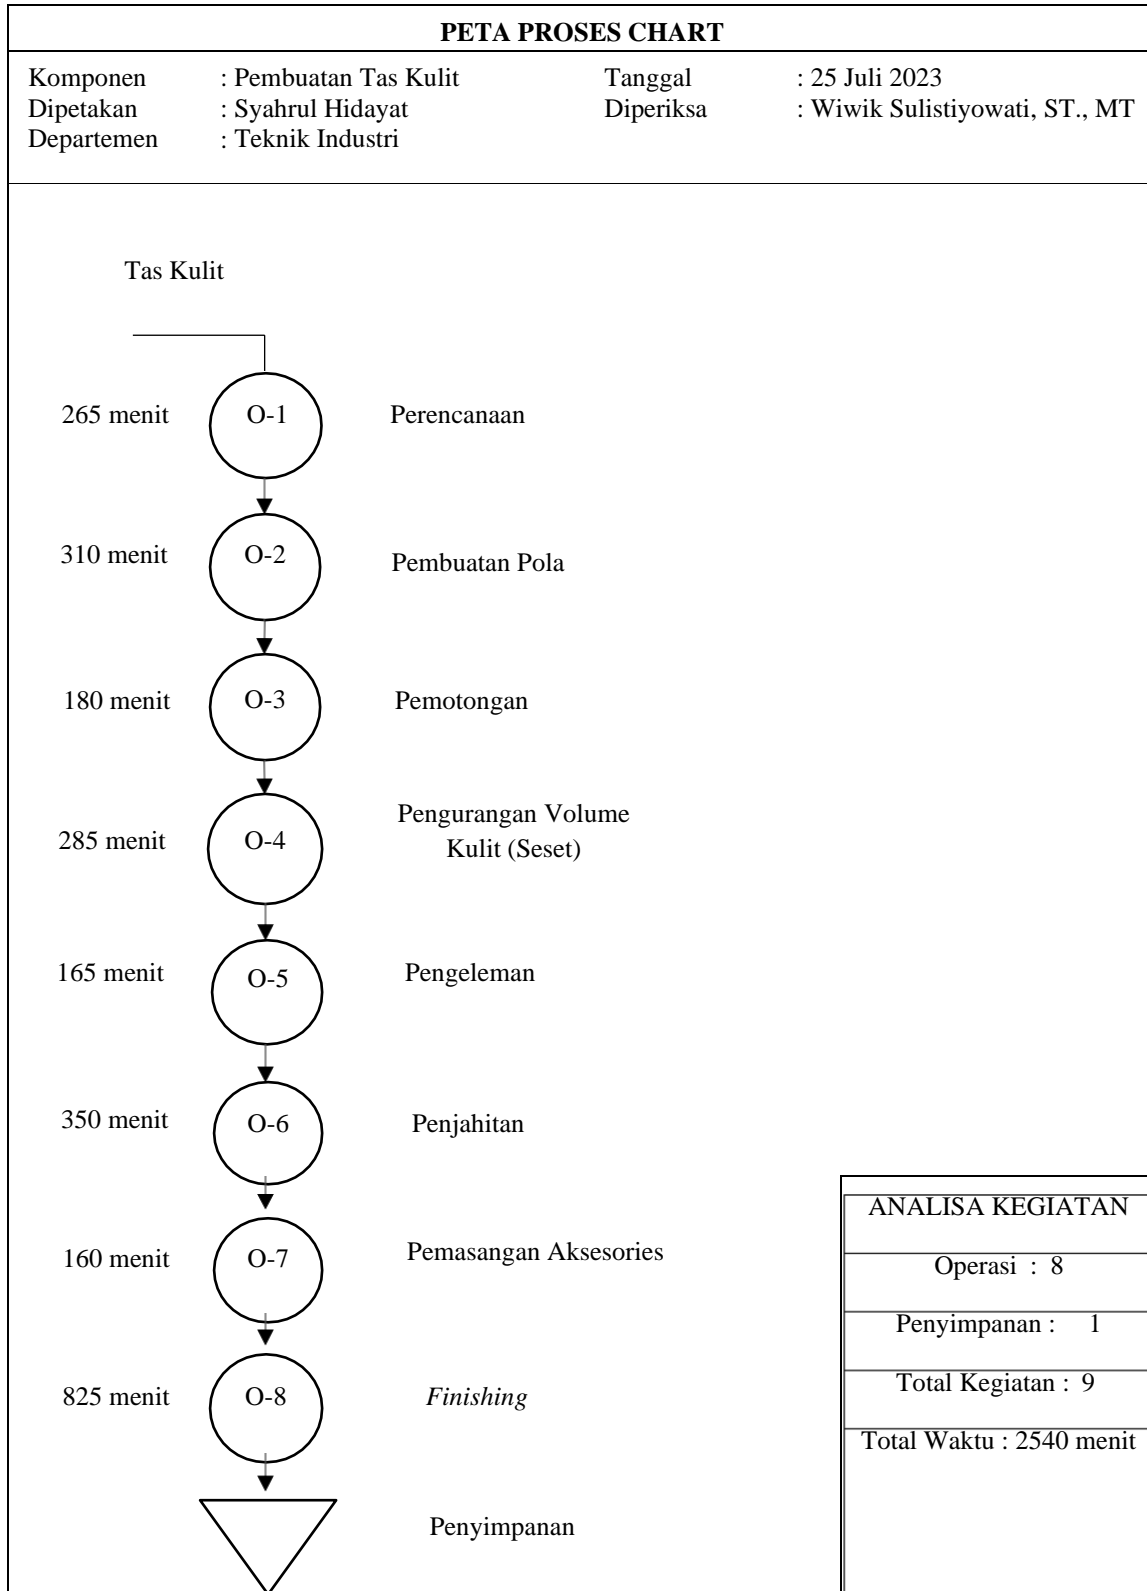 PETA PROSES CHART
Komponen : Pembuatan Tas Kulit Tanggal : 25 Juli 2023
Dipetakan : Syahrul Hidayat Diperiksa : Wiwik Sulistiyowati, ST., MT
Departemen : Teknik Industri
Tas Kulit
265 menit O-1 Perencanaan
310 menit O-2 Pembuatan Pola
180 menit O-3 Pemotongan
Pengurangan Volume
285 menit O-4 Kulit (Seset)
165 menit O-5 Pengeleman
350 menit O-6 Penjahitan
160 menit O-7 Pemasangan Aksesories
825 menit O-8 Finishing
Penyimpanan
ANALISA KEGIATAN
Operasi : 8
Penyimpanan : 1
Total Kegiatan : 9
Total Waktu : 2540 menit